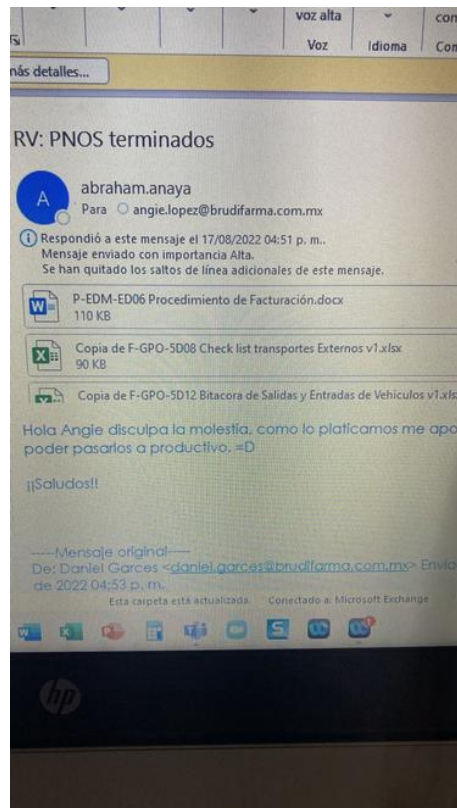 voz alta
Voz
Idioma
más detalles...
RV: PNOS terminados
A
abraham.anaya
Para angie.lopez@brudifarma.com.mx
Respondió a este mensaje el 17/08/2022 04:51 p. m..
Mensaje enviado con importancia Alta.
Se han quitado los saltos de línea adicionales de este mensaje.
P-EDM-ED06 Procedimiento de Facturación.docx
110 KB
Copia de F-GPO-5D08 Check list transportes Externos v1.xlsx
90 KB
Copia de F-GPO-5D12 Bitacora de Salidas y Entradas de Vehiculos v1.xls
Hola Angie disculpa la molestia, como lo platicamos me apo
poder pasarlos a productivo. =D
¡¡Saludos!!
-----Mensaje original-----
De: Daniel Garces <daniel.garces@brudifarma.com.mx> Envia
de 2022 04:53 p. m.
Esta carpeta está actualizada. Conectado a: Microsoft Exchange
hp